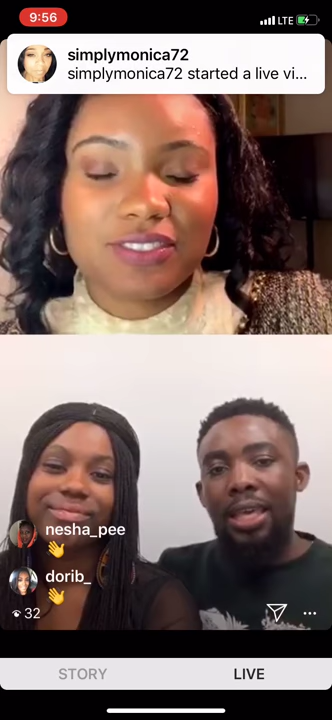 9:56
LTE
simplymonica72
simplymonica72 started a live vi...
nesha_pee
👋
dorib_
👋
32
STORY
LIVE